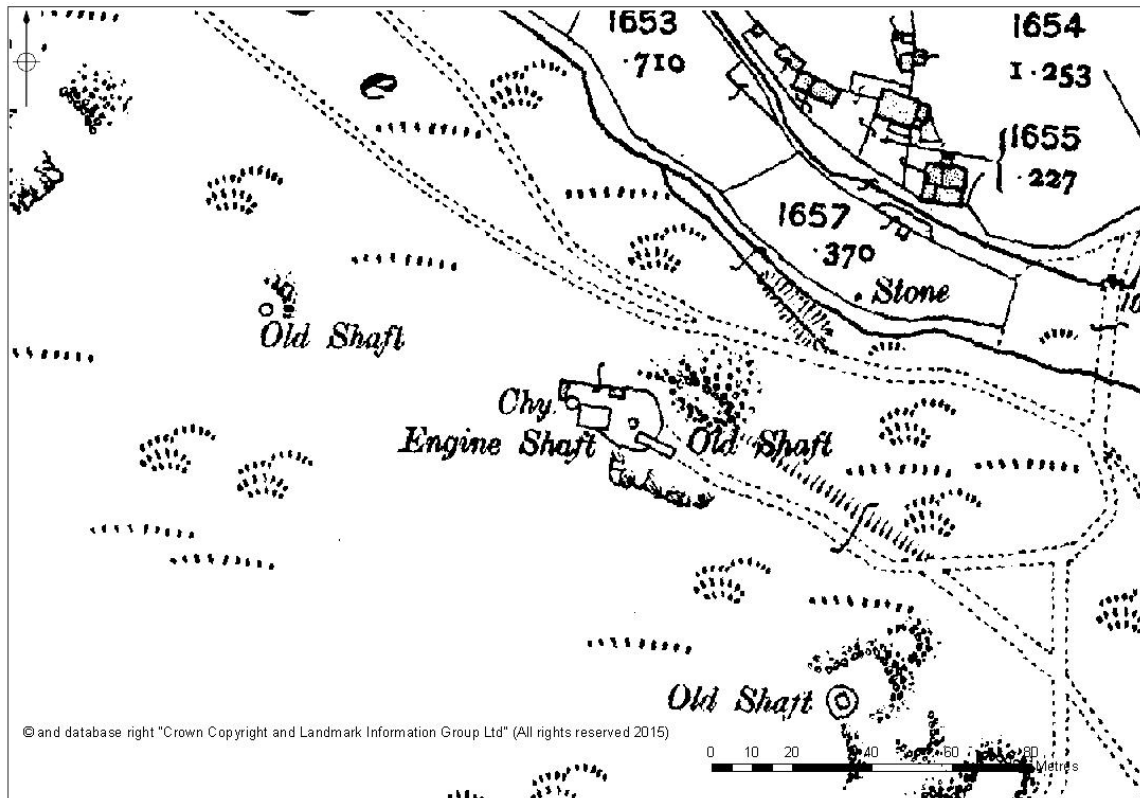 1653
·710
1654
1·253
1655
·227
1657
·370
Stone
Old Shaft
Chy.
Engine Shaft
Old Shaft
Old Shaft
© and database right "Crown Copyright and Landmark Information Group Ltd" (All rights reserved 2015)
0 10 20 40 60 80
Metres